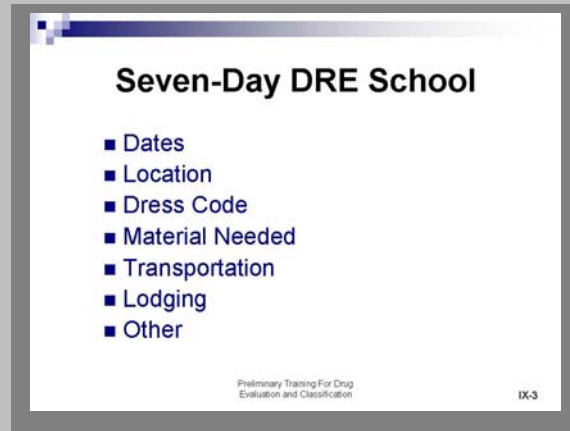 Seven-Day DRE School
Dates
Location
Dress Code
Material Needed
Transportation
Lodging
Other
Preliminary Training For Drug
Evaluation and Classification
IX-3